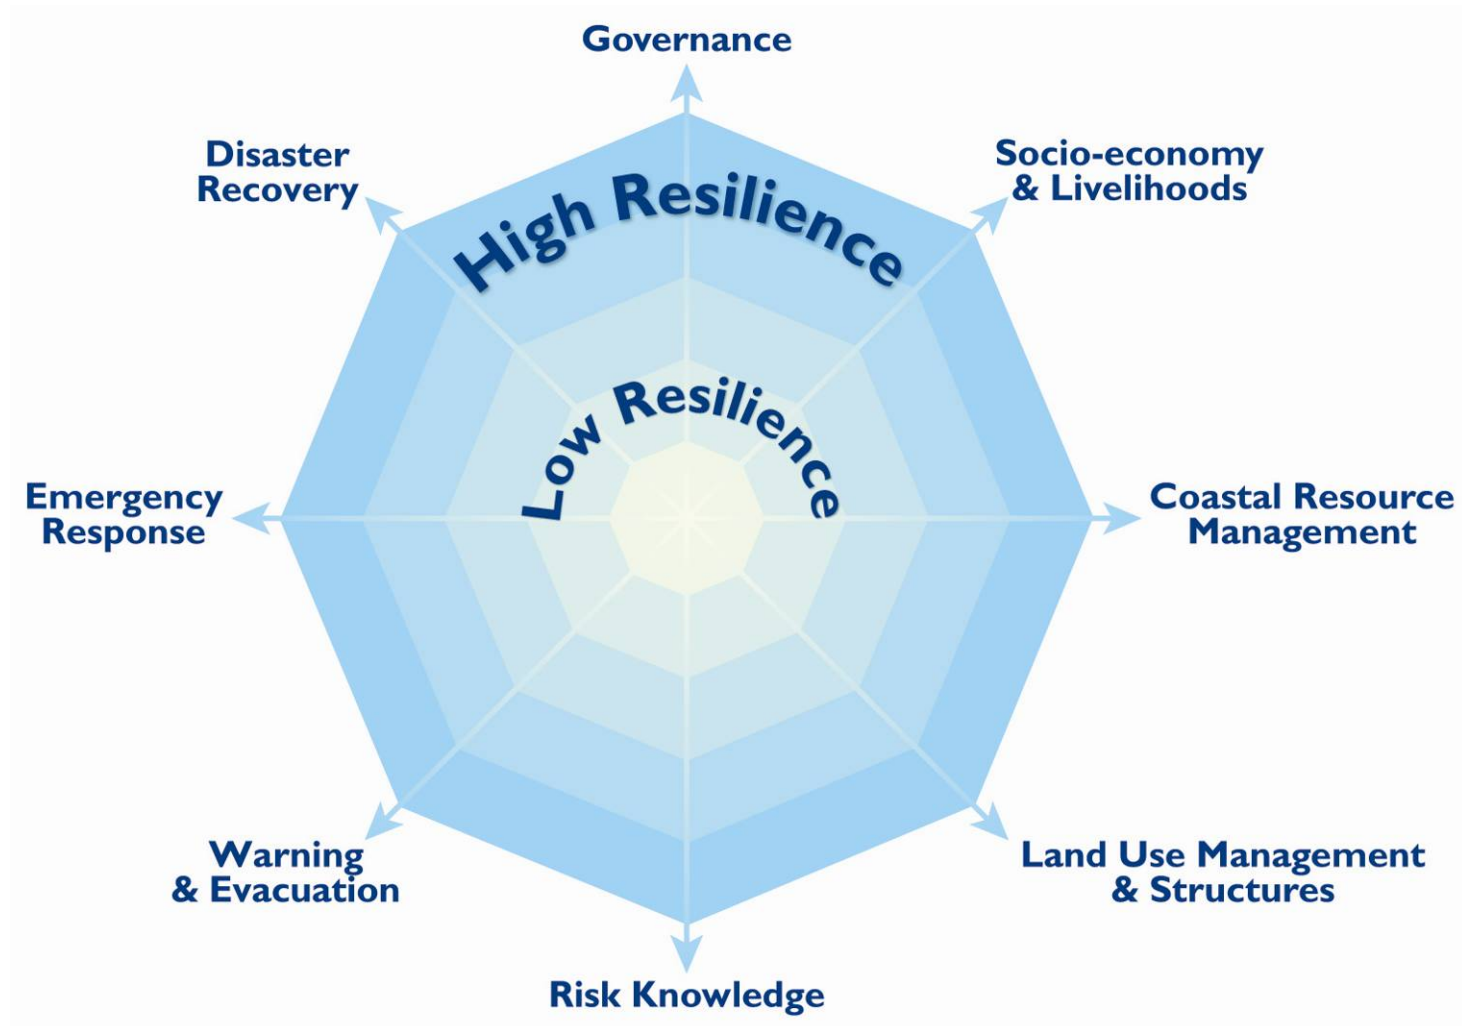 Governance
Disaster
Recovery
Socio-economy
& Livelihoods
High Resilience
Low Resilience
Emergency
Response
Coastal Resource
Management
Warning
& Evacuation
Land Use Management
& Structures
Risk Knowledge